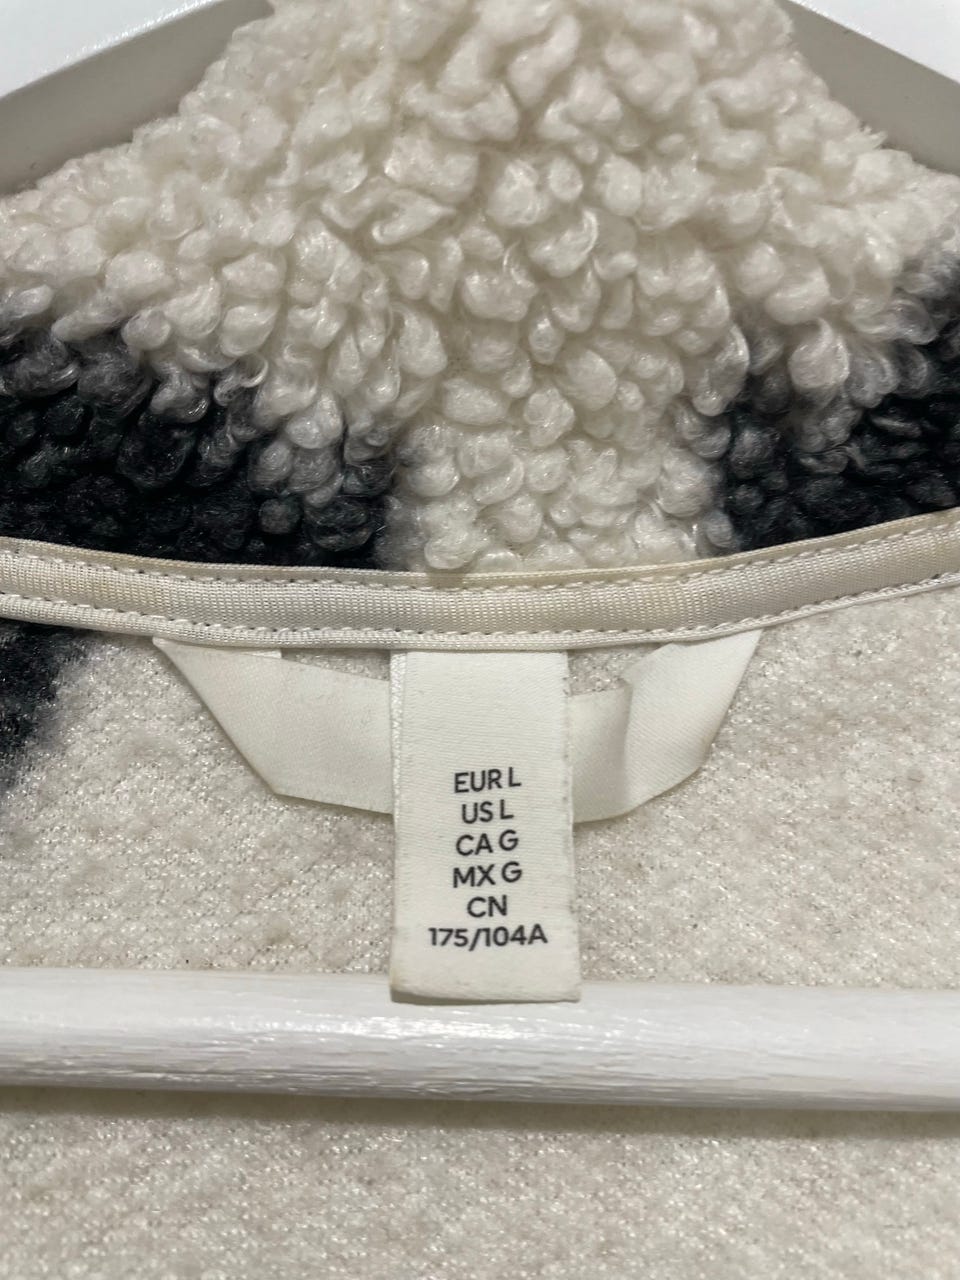 EUR L
US L
CA G
MX G
CN
175/104A